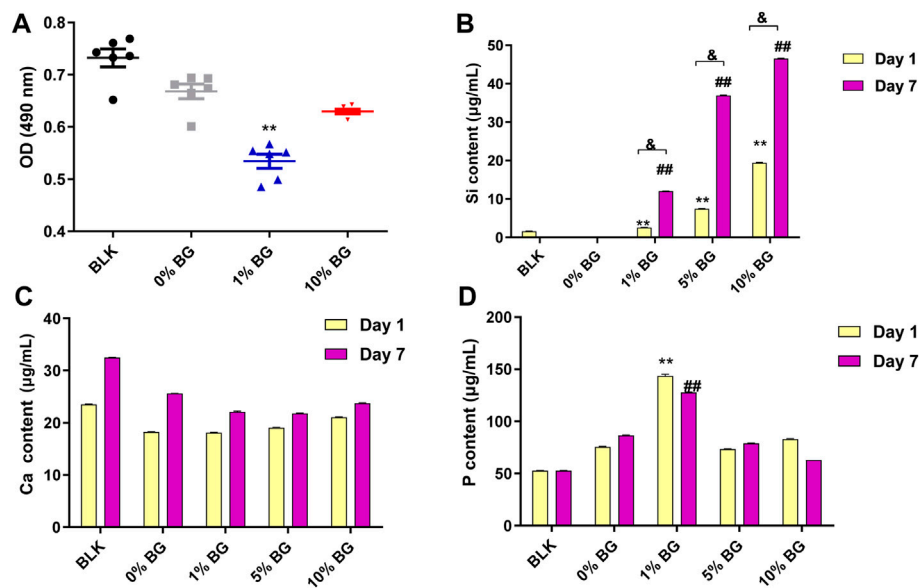 A
0.8
0.7
0.6
0.5
0.4
OD (490 nm)
**
BLK
0% BG
1% BG
10% BG
B
50
40
30
20
10
0
Si content (µg/mL)
&
&
&
##
##
##
**
**
**
Day 1
Day 7
BLK
0% BG
1% BG
5% BG
10% BG
C
40
30
20
10
0
Ca content (µg/mL)
Day 1
Day 7
BLK
0% BG
1% BG
5% BG
10% BG
D
200
150
100
50
0
P content (µg/mL)
**
##
Day 1
Day 7
BLK
0% BG
1% BG
5% BG
10% BG